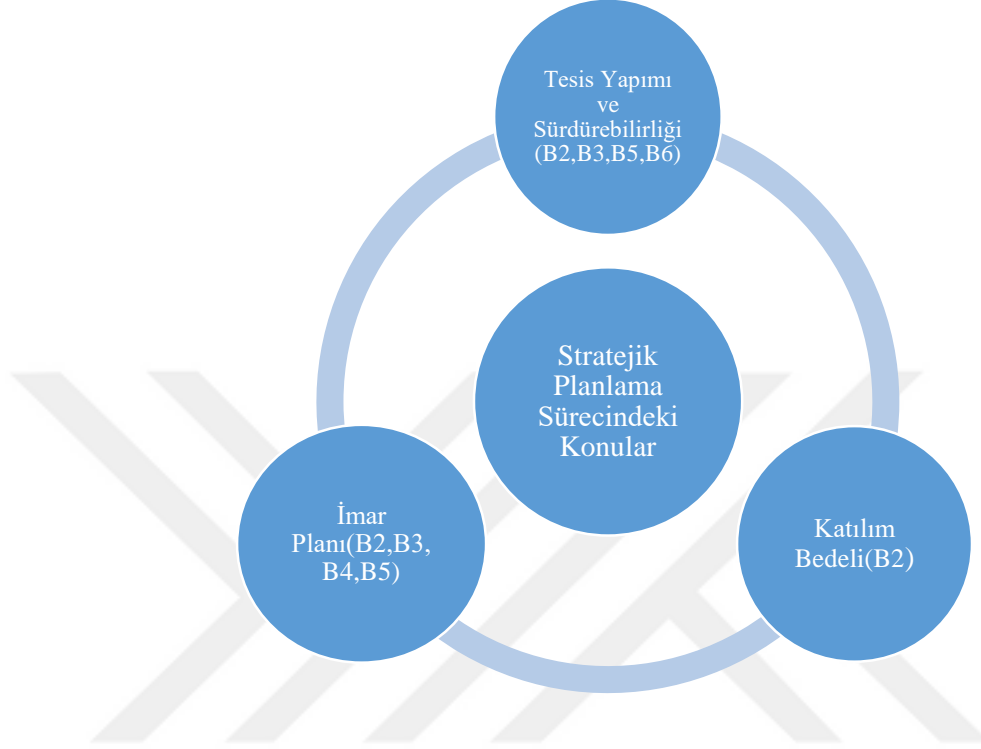 Tesis Yapımı
ve
Sürdürebilirliği
(B2,B3,B5,B6)
Stratejik
Planlama
Sürecindeki
Konular
İmar
Planı(B2,B3,
B4,B5)
Katılım
Bedeli(B2)